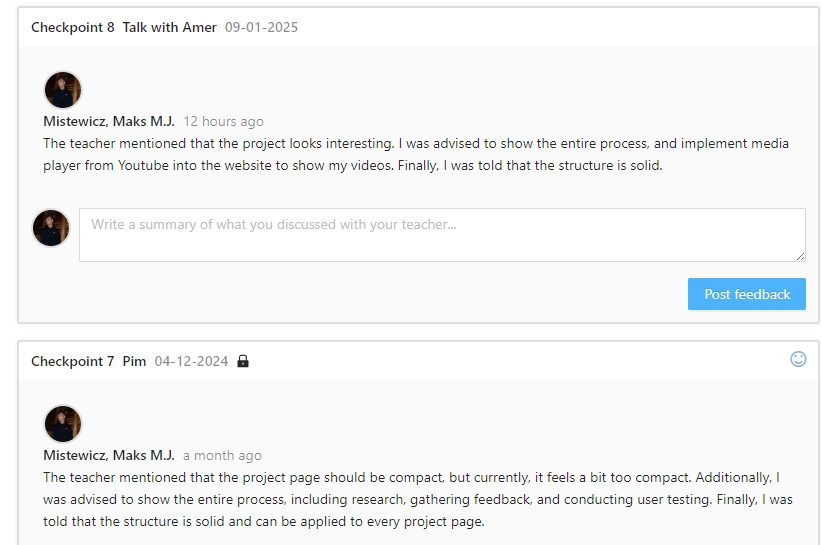 Checkpoint 8 Talk with Amer 09-01-2025
Mistewicz, Maks M.J. 12 hours ago
The teacher mentioned that the project looks interesting. I was advised to show the entire process, and implement media
player from Youtube into the website to show my videos. Finally, I was told that the structure is solid.
Write a summary of what you discussed with your teacher...
Post feedback
Checkpoint 7 Pim 04-12-2024
Mistewicz, Maks M.J. a month ago
The teacher mentioned that the project page should be compact, but currently, it feels a bit too compact. Additionally, I
was advised to show the entire process, including research, gathering feedback, and conducting user testing. Finally, I was
told that the structure is solid and can be applied to every project page.